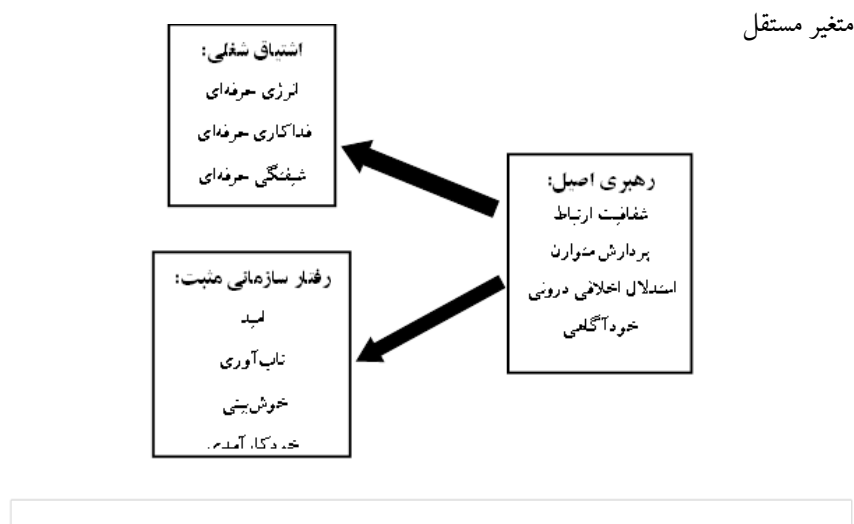 متغیر مستقل
اشتیاق شغلی:
انرژی حرفه‌ای
فداکاری حرفه‌ای
شیفتگی حرفه‌ای
رهبری اصیل:
شفافیت ارتباط
پردازش متوازن
استدلال اخلاقی درونی
خودآگاهی
رفتار سازمانی مثبت:
امید
تاب‌آوری
خوش‌بینی
خودکارآمدی